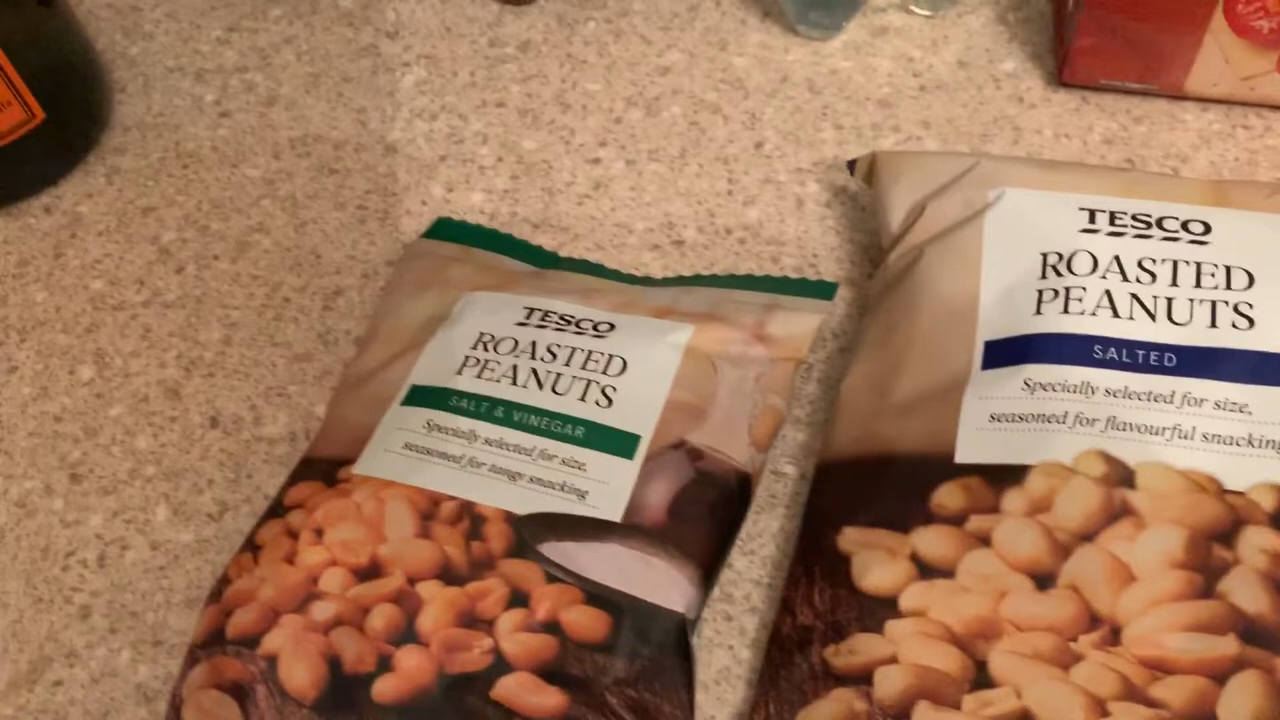 TESCO
ROASTED
PEANUTS
SALT & VINEGAR
Specially selected for size,
seasoned for tangy snacking
TESCO
ROASTED
PEANUTS
SALTED
Specially selected for size,
seasoned for flavourful snacking